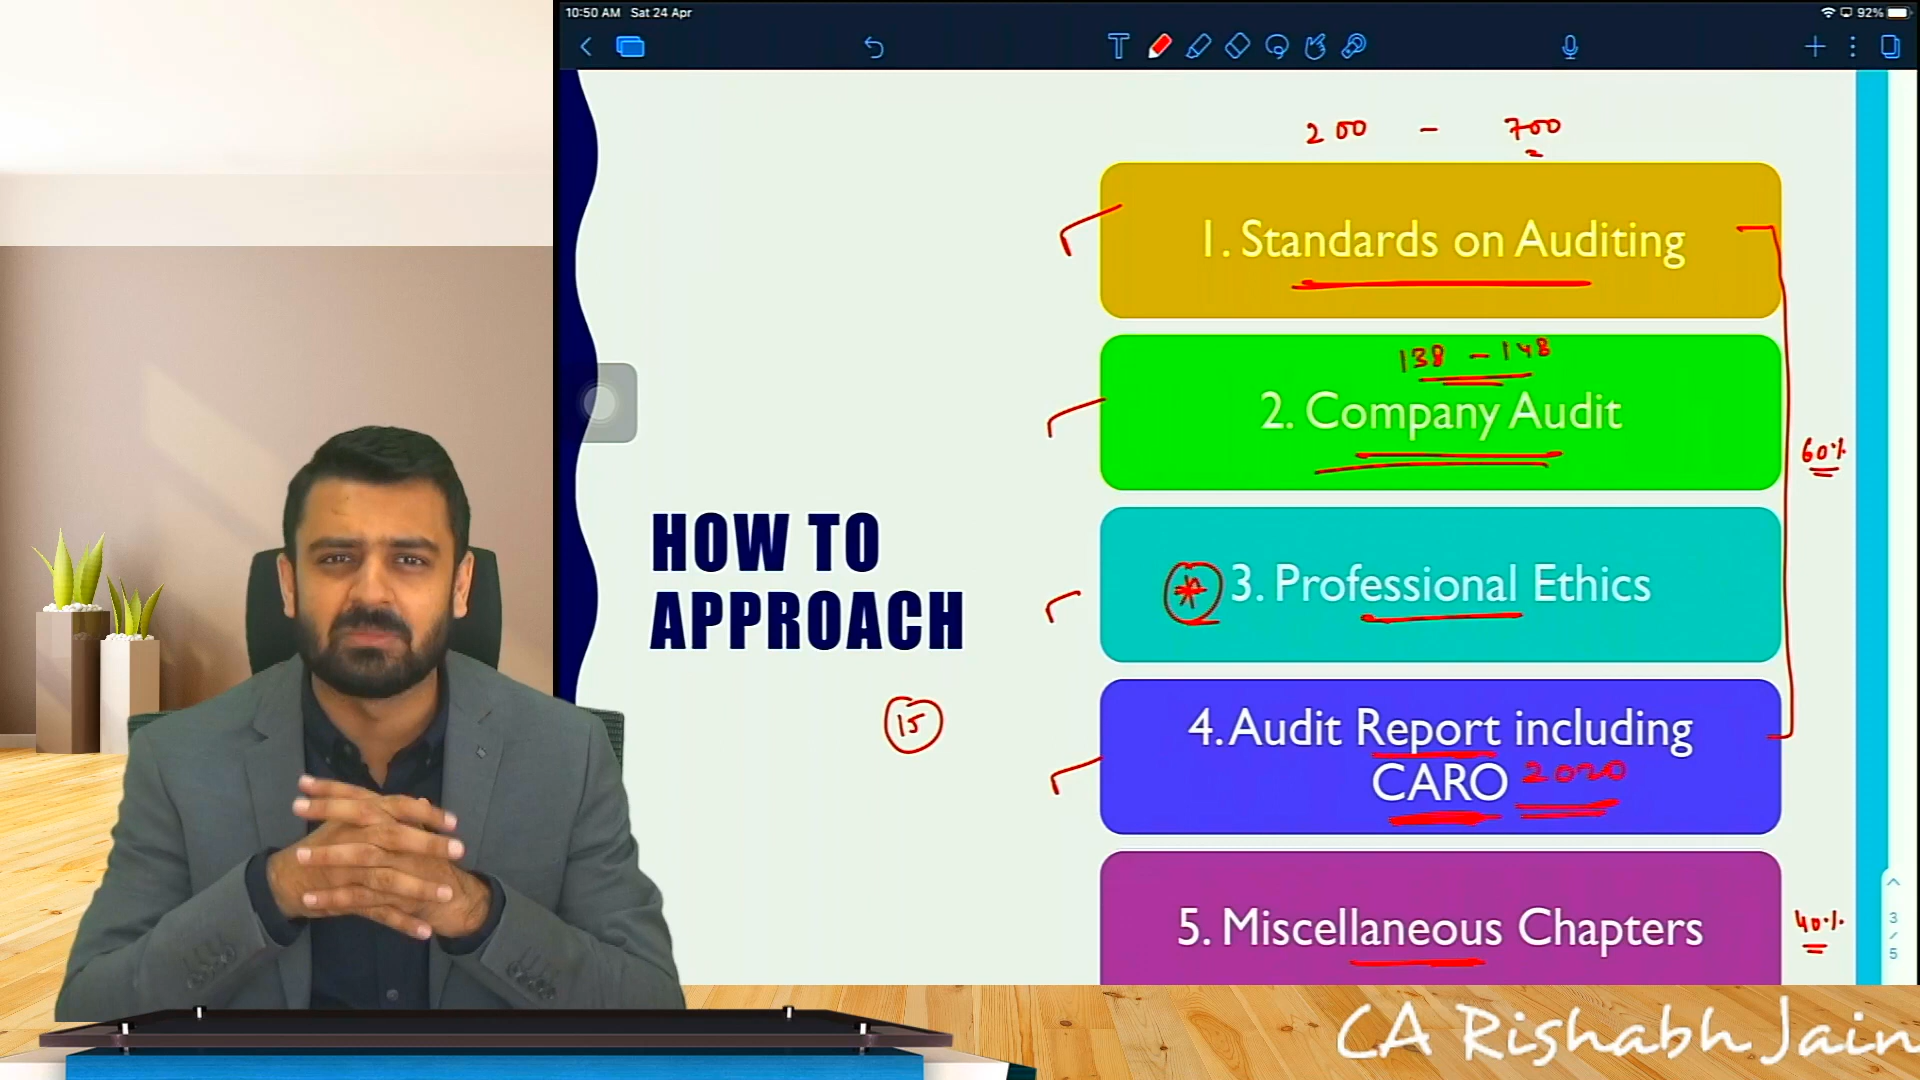 10:50 AM Sat 24 Apr
92%
200 - 700
1. Standards on Auditing
138 - 148
2. Company Audit
60%
HOW TO
APPROACH
* 3. Professional Ethics
15
4. Audit Report including
CARO 2020
5. Miscellaneous Chapters
40%
3
/
5
CA Rishabh Jain